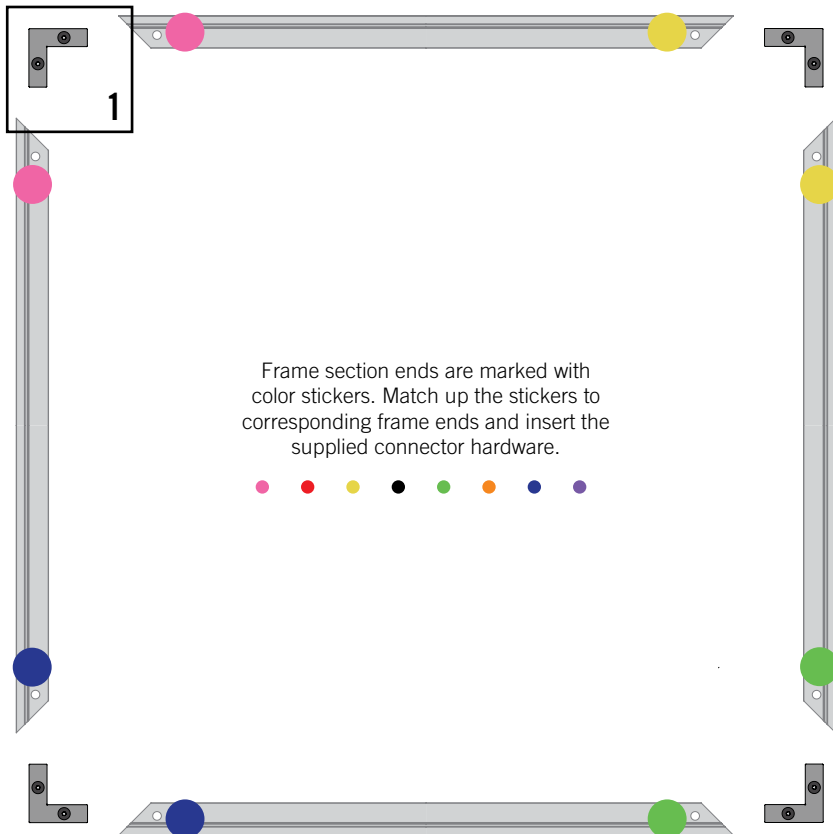 1
Frame section ends are marked with
color stickers. Match up the stickers to
corresponding frame ends and insert the
supplied connector hardware.